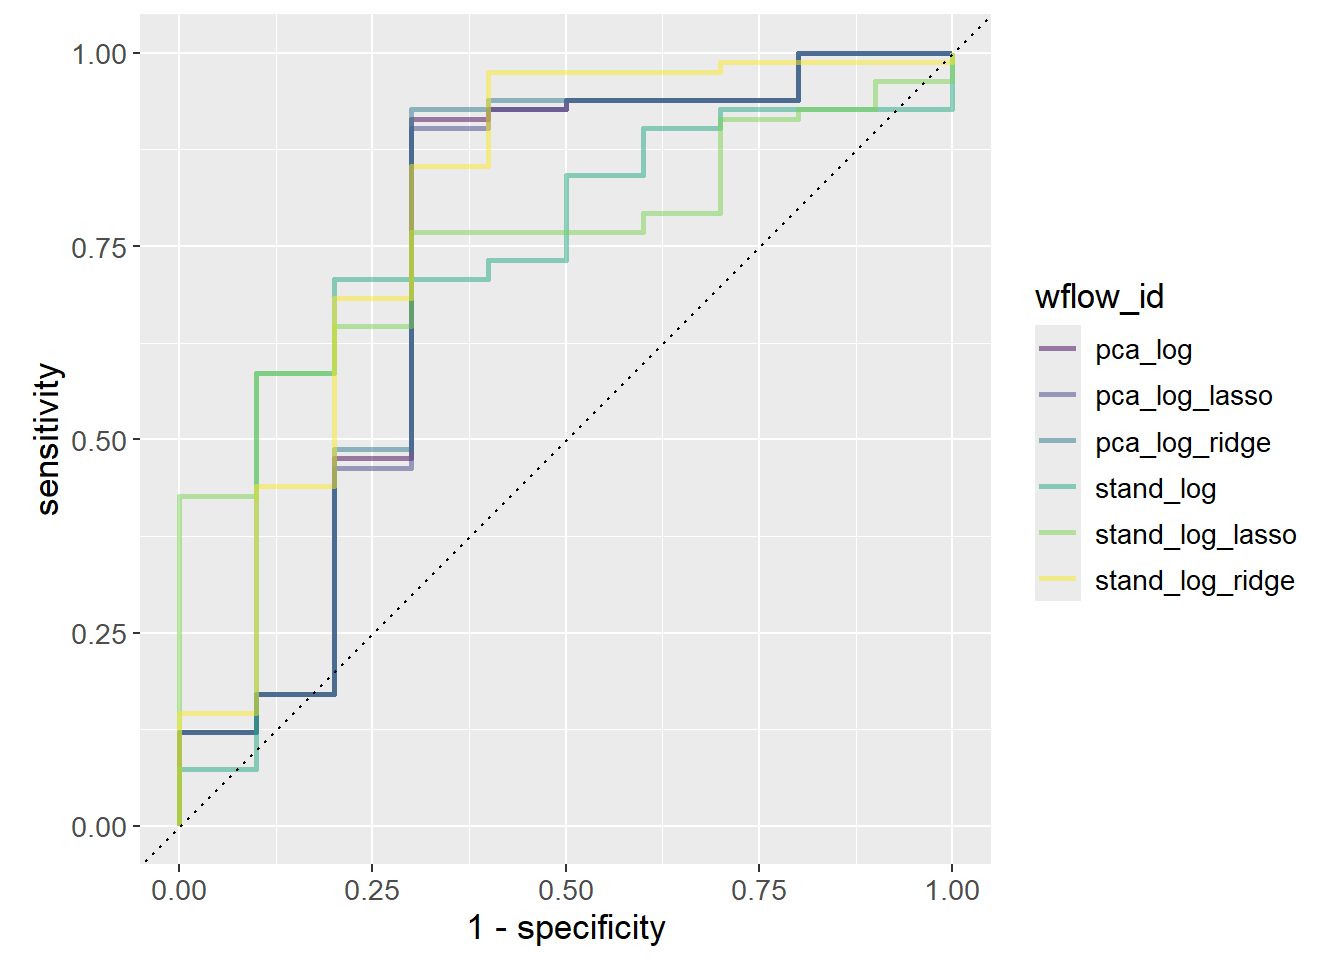 1.00
0.75
0.50
0.25
0.00
sensitivity
0.00 0.25 0.50 0.75 1.00
1 - specificity
wflow_id
pca_log
pca_log_lasso
pca_log_ridge
stand_log
stand_log_lasso
stand_log_ridge